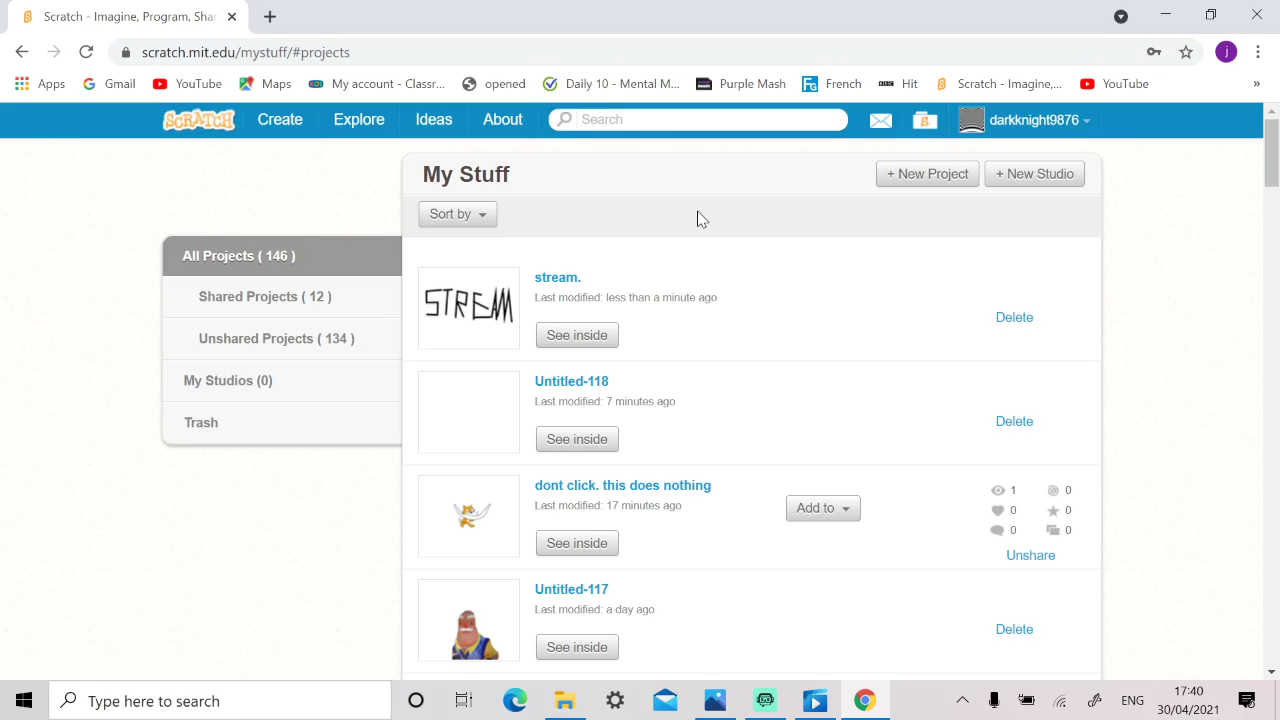 Scratch - Imagine, Program, Shar
scratch.mit.edu/mystuff/#projects
j
Apps Gmail YouTube Maps My account - Classr... opened Daily 10 - Mental M... Purple Mash French Hit Scratch - Imagine,... YouTube »
SCRATCH Create Explore Ideas About Search darkknight9876
My Stuff + New Project + New Studio
Sort by
All Projects ( 146 )
Shared Projects ( 12 )
Unshared Projects ( 134 )
My Studios (0)
Trash
STREAM
stream.
Last modified: less than a minute ago
See inside
Delete
Untitled-118
Last modified: 7 minutes ago
See inside
Delete
dont click. this does nothing
Last modified: 17 minutes ago
See inside
Add to
1 0
0 0
0 0
Unshare
Untitled-117
Last modified: a day ago
See inside
Delete
Type here to search
ENG
17:40
30/04/2021